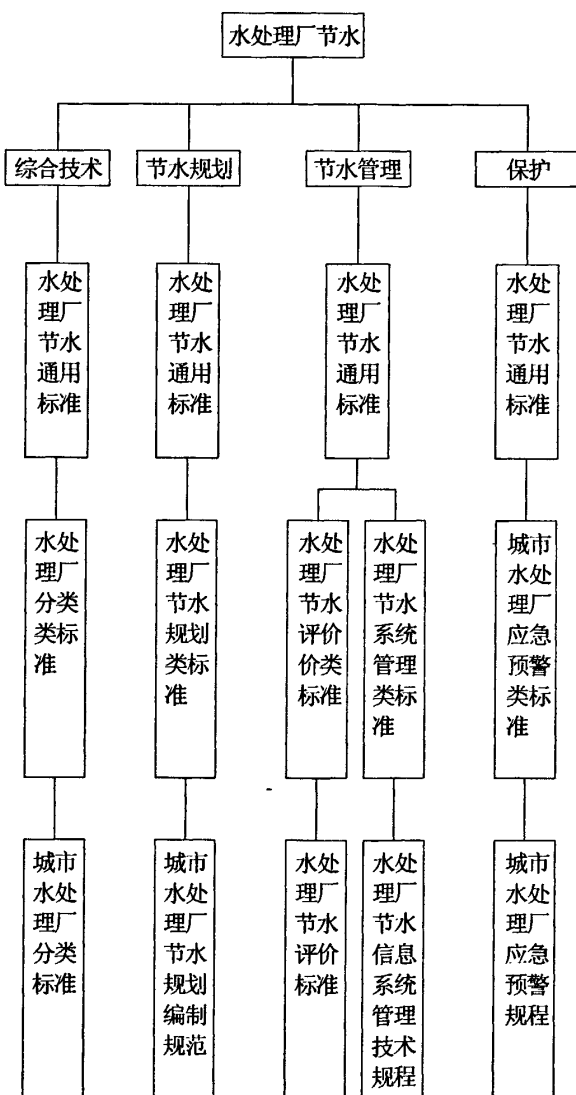 水处理厂节水
综合技术
节水规划
节水管理
保护
水处
理厂
节水
通用
标准
水处
理厂
节水
通用
标准
水处
理厂
节水
通用
标准
水处
理厂
节水
通用
标准
水处
理厂
分类
类标
准
水处
理厂
节水
规划
类标
准
水处
理厂
节水
评价
价类
标准
水处
理厂
节水
系统
管理
类标
准
城市
水处
理厂
应急
预警
类标
准
城市
水处
理厂
分类
标准
城市
水处
理厂
节水
规划
编制
规范
水处
理厂
节水
评价
标准
水处
理厂
节水
信息
系统
管理
技术
规程
城市
水处
理厂
应急
预警
规程